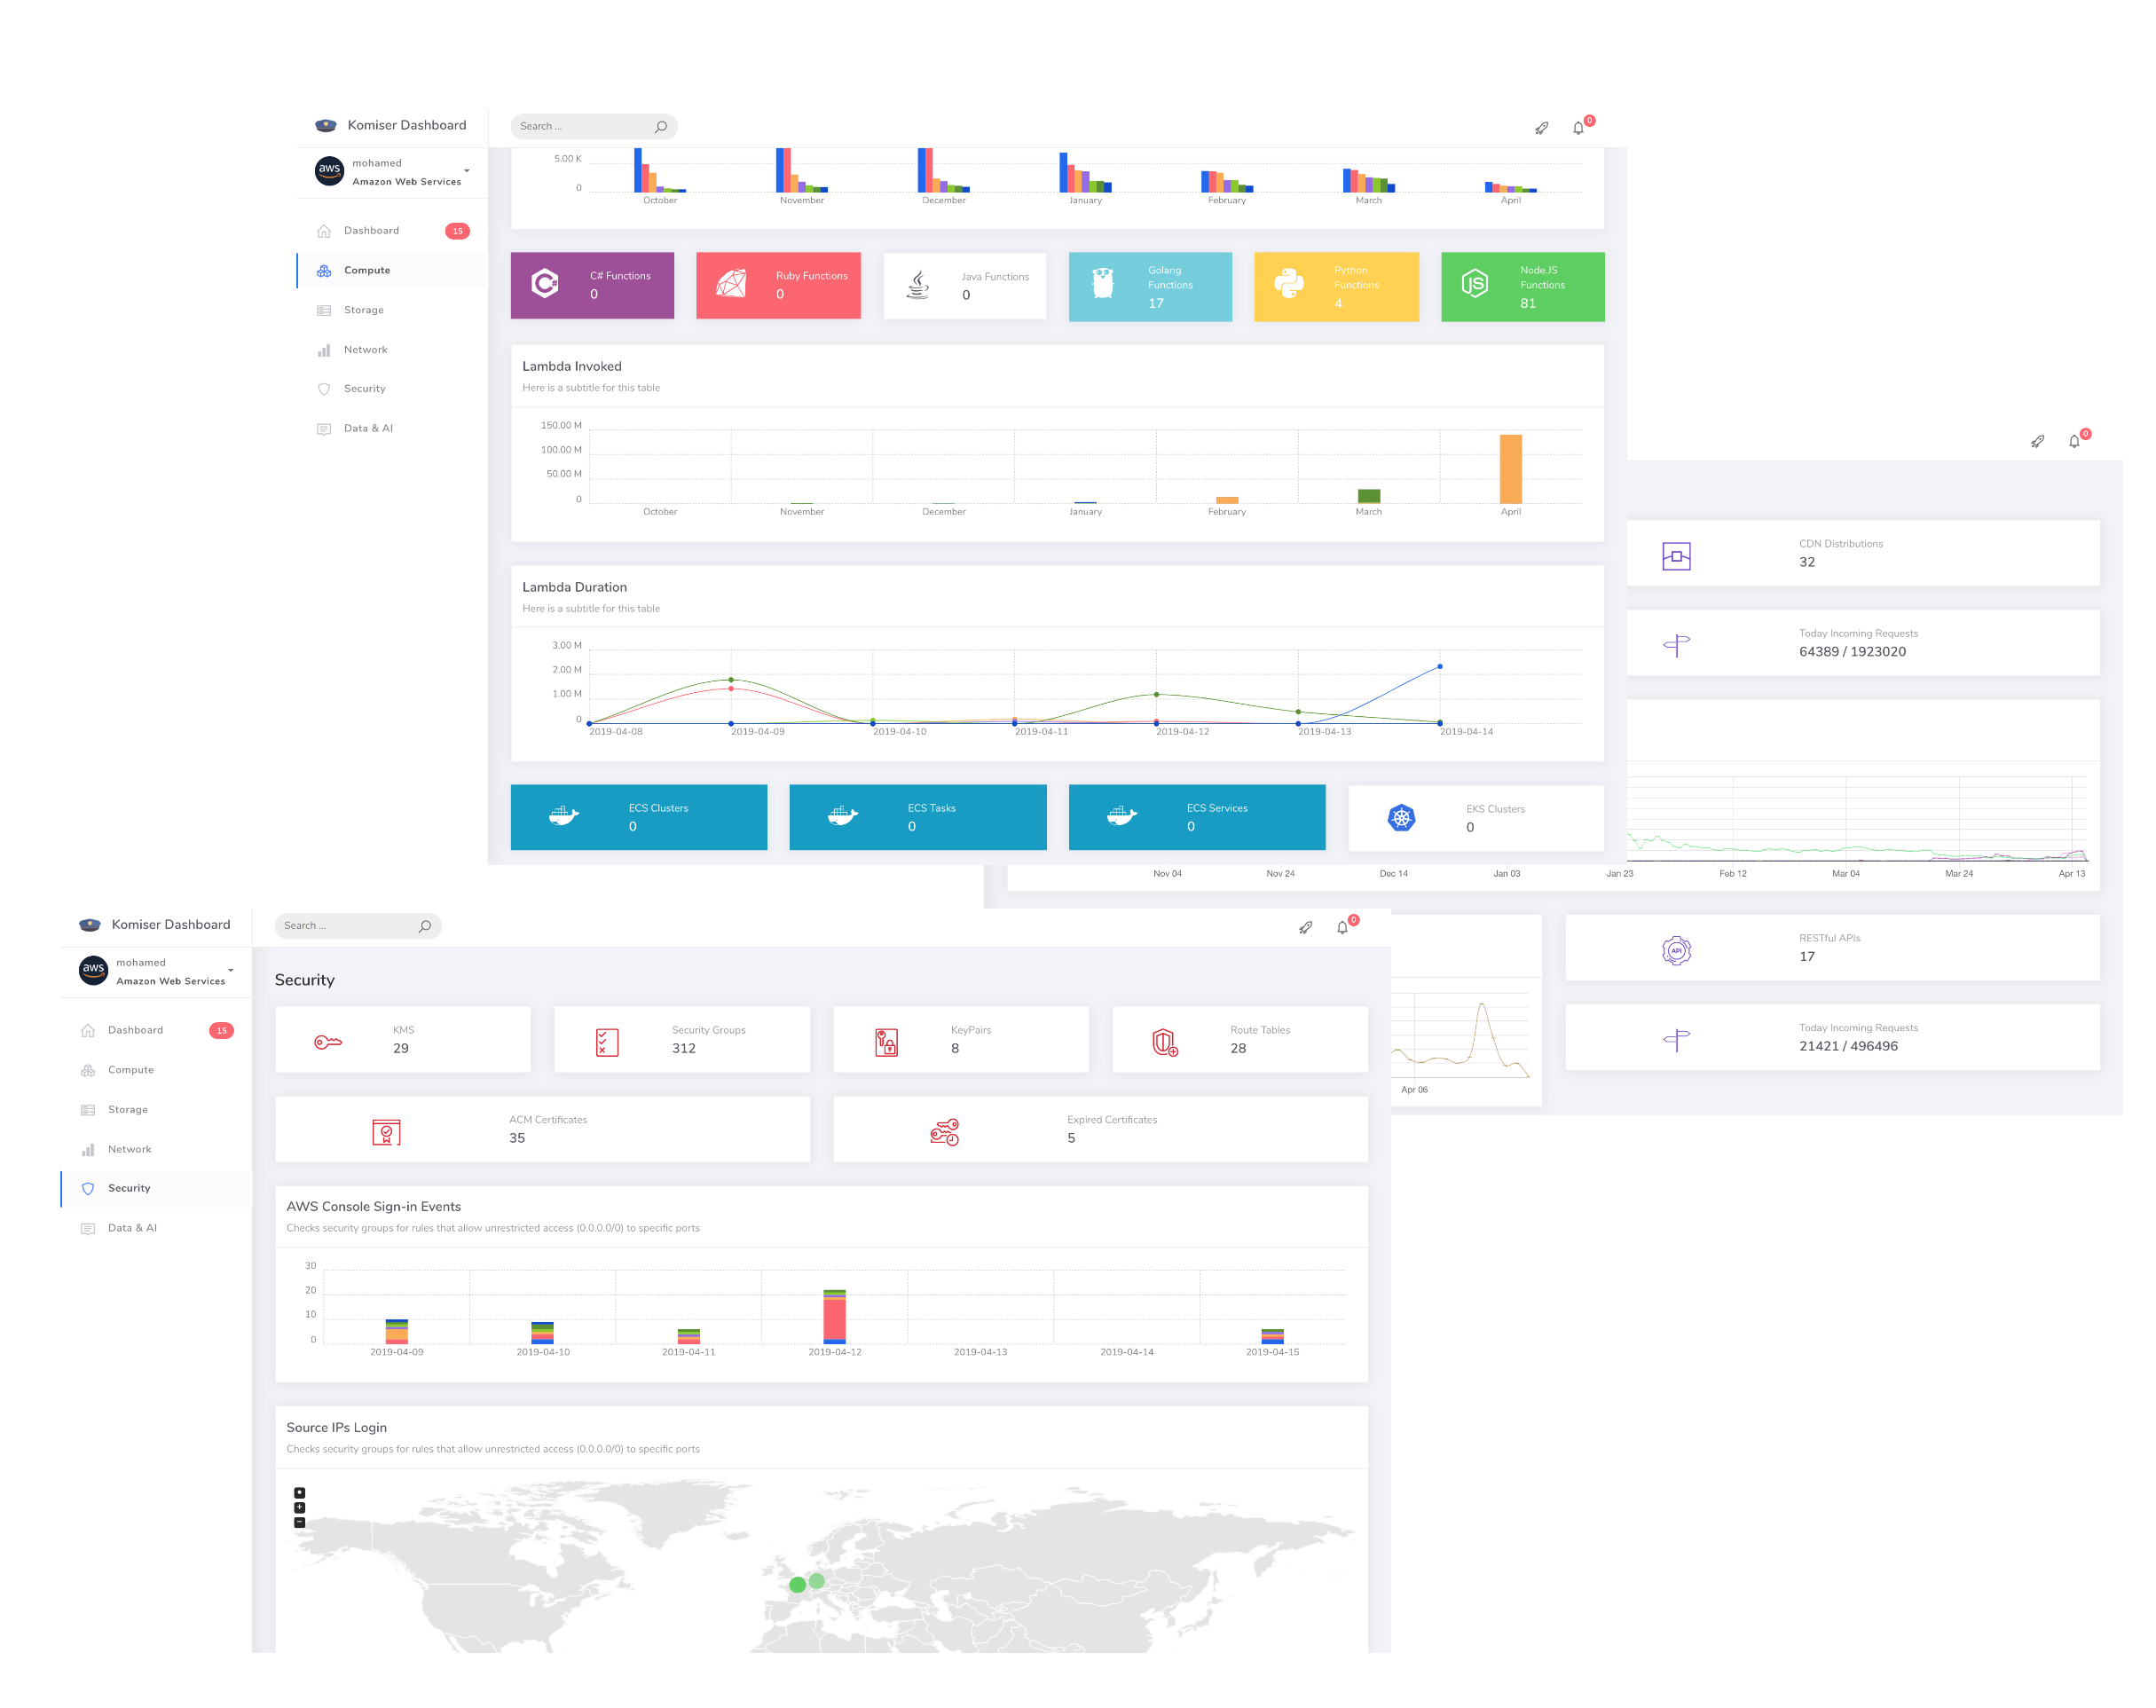 Komiser Dashboard
Search ...
0
mohamed
aws
Amazon Web Services
Dashboard
15
Compute
Storage
Network
Security
Data & AI
5.00 K
0
October
November
December
January
February
March
April
C# Functions
0
Ruby Functions
0
Java Functions
0
Golang
Functions
17
Python
Functions
4
Node.JS
Functions
81
Lambda Invoked
Here is a subtitle for this table
150.00 M
100.00 M
50.00 M
0
October
November
December
January
February
March
April
Lambda Duration
Here is a subtitle for this table
3.00 M
2.00 M
1.00 M
0
2019-04-08
2019-04-09
2019-04-10
2019-04-11
2019-04-12
2019-04-13
2019-04-14
ECS Clusters
0
ECS Tasks
0
ECS Services
0
EKS Clusters
0
0
CDN Distributions
32
Today Incoming Requests
64389 / 1923020
Nov 04
Nov 24
Dec 14
Jan 03
Jan 23
Feb 12
Mar 04
Mar 24
Apr 13
RESTful APIs
API
17
Today Incoming Requests
21421 / 496496
Apr 06
Komiser Dashboard
Search ...
0
mohamed
aws
Amazon Web Services
Dashboard
15
Compute
Storage
Network
Security
Data & AI
Security
KMS
29
Security Groups
312
KeyPairs
8
Route Tables
28
ACM Certificates
35
Expired Certificates
5
AWS Console Sign-in Events
Checks security groups for rules that allow unrestricted access (0.0.0.0/0) to specific ports
30
20
10
0
2019-04-09
2019-04-10
2019-04-11
2019-04-12
2019-04-13
2019-04-14
2019-04-15
Source IPs Login
Checks security groups for rules that allow unrestricted access (0.0.0.0/0) to specific ports